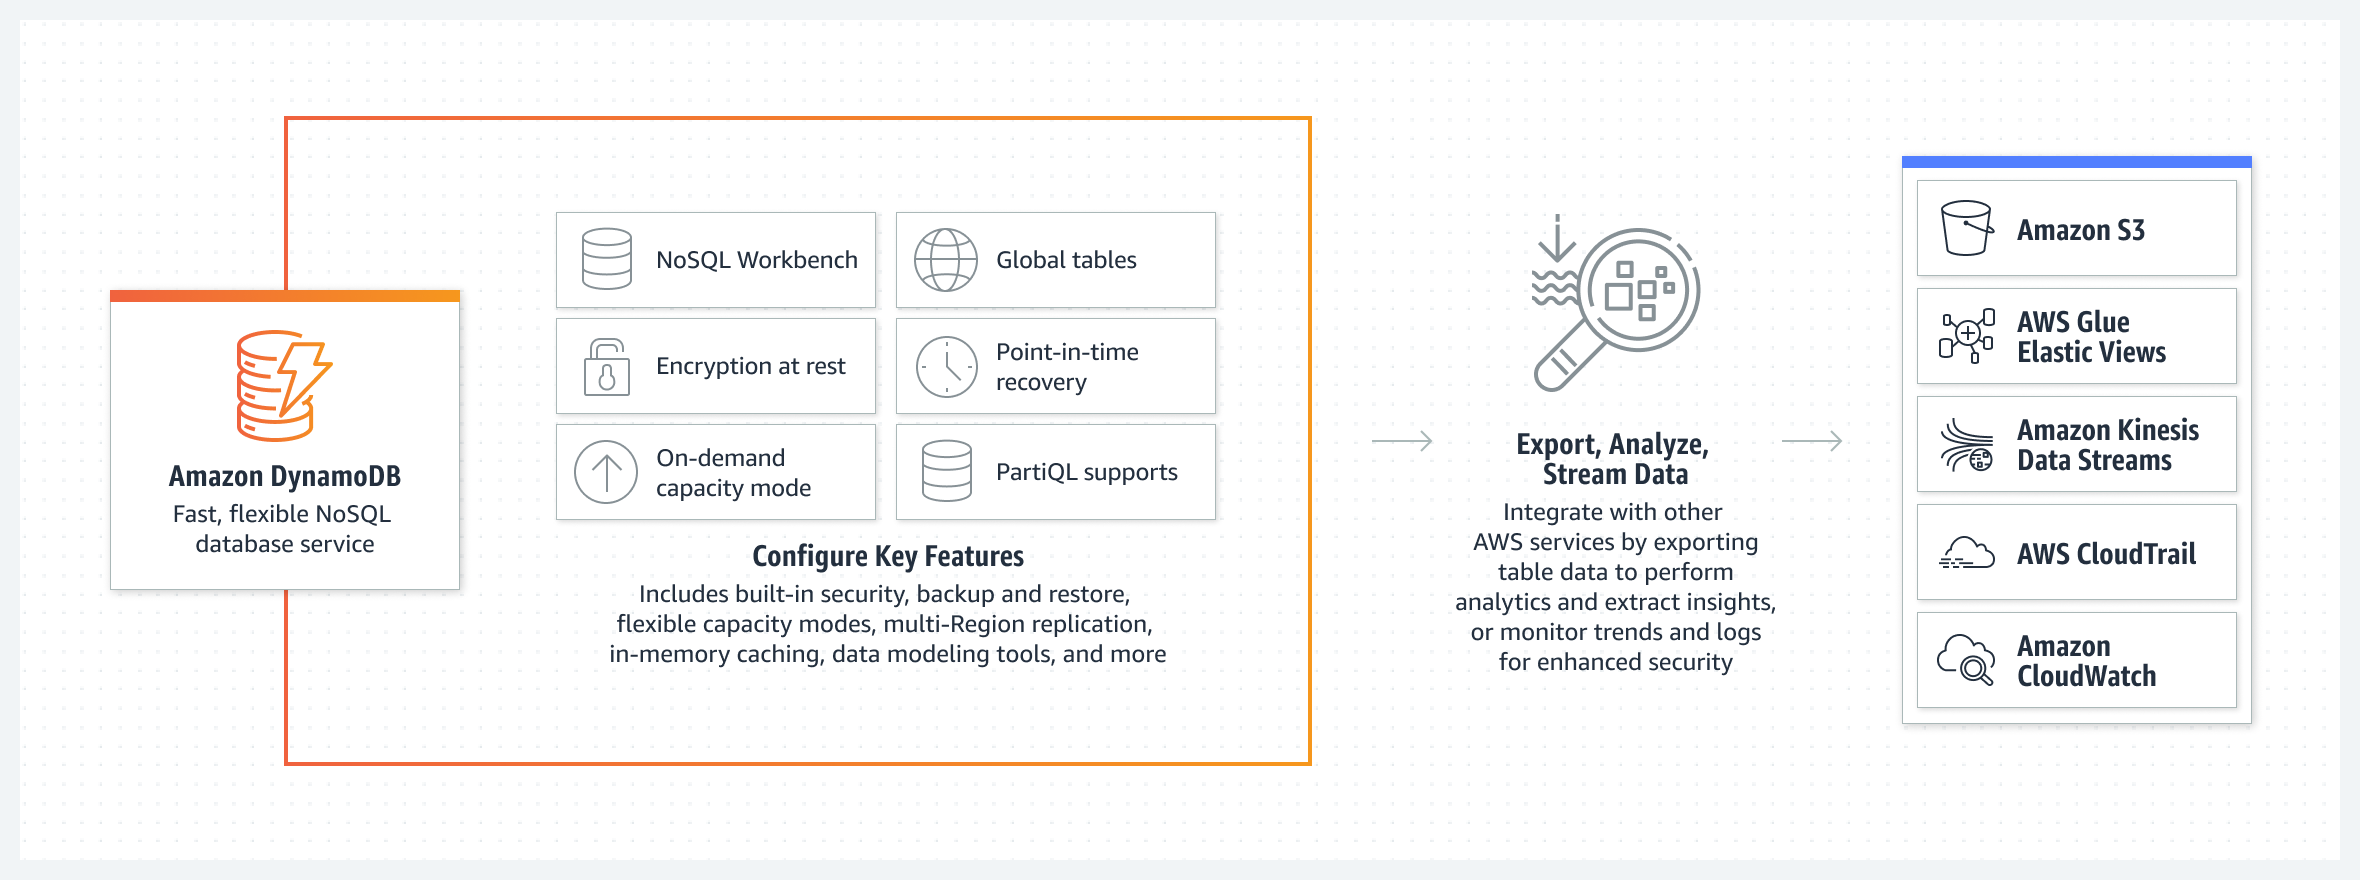 Amazon DynamoDB
Fast, flexible NoSQL
database service
NoSQL Workbench
Global tables
Encryption at rest
Point-in-time
recovery
On-demand
capacity mode
PartiQL supports
Configure Key Features
Includes built-in security, backup and restore,
flexible capacity modes, multi-Region replication,
in-memory caching, data modeling tools, and more
Export, Analyze,
Stream Data
Integrate with other
AWS services by exporting
table data to perform
analytics and extract insights,
or monitor trends and logs
for enhanced security
Amazon S3
AWS Glue
Elastic Views
Amazon Kinesis
Data Streams
AWS CloudTrail
Amazon
CloudWatch